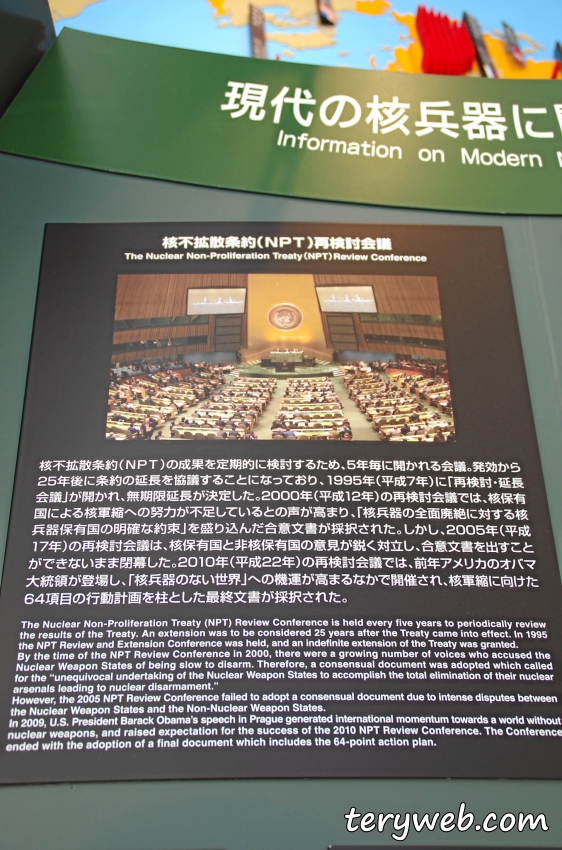 現代の核兵器に
Information on Modern
核不拡散条約(NPT)再検討会議
The Nuclear Non-Proliferation Treaty(NPT)Review Conference
核不拡散条約(NPT)の成果を定期的に検討するため、5年毎に開かれる会議。発効から
25年後に条約の延長を協議することになっており、1995年(平成7年)に「再検討・延長
会議」が開かれ、無期限延長が決定した。2000年(平成12年)の再検討会議では、核保有
国による核軍縮への努力が不足しているとの声が高まり、「核兵器の全面廃絶に対する核
兵器保有国の明確な約束」を盛り込んだ合意文書が採択された。しかし、2005年(平成
17年)の再検討会議は、核保有国と非核保有国の意見が鋭く対立し、合意文書を出すこと
ができないまま閉幕した。2010年(平成22年)の再検討会議では、前年アメリカのオバマ
大統領が登場し、「核兵器のない世界」への機運が高まるなかで開催され、核軍縮に向けた
64項目の行動計画を柱とした最終文書が採択された。
The Nuclear Non-Proliferation Treaty (NPT) Review Conference is held every five years to periodically review
the results of the Treaty. An extension was to be considered 25 years after the Treaty came into effect. In 1995
the NPT Review and Extension Conference was held, and an indefinite extension of the Treaty was granted.
By the time of the NPT Review Conference in 2000, there were a growing number of voices who accused the
Nuclear Weapon States of being slow to disarm. Therefore, a consensual document was adopted which called
for the "unequivocal undertaking of the Nuclear Weapon States to accomplish the total elimination of their nuclear
arsenals leading to nuclear disarmament."
However, the 2005 NPT Review Conference failed to adopt a consensual document due to intense disputes between
the Nuclear Weapon States and the Non-Nuclear Weapon States.
In 2009, U.S. President Barack Obama's speech in Prague generated international momentum towards a world without
nuclear weapons, and raised expectation for the success of the 2010 NPT Review Conference. The Conference
ended with the adoption of a final document which includes the 64-point action plan.
teryweb.com